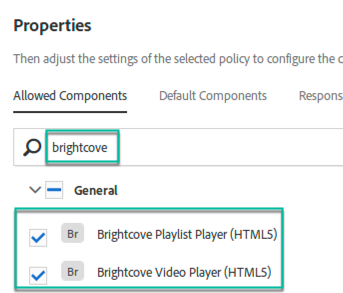 Properties
Then adjust the settings of the selected policy to configure the c
Allowed Components Default Components Respons
brightcove
General
Br Brightcove Playlist Player (HTML5)
Br Brightcove Video Player (HTML5)